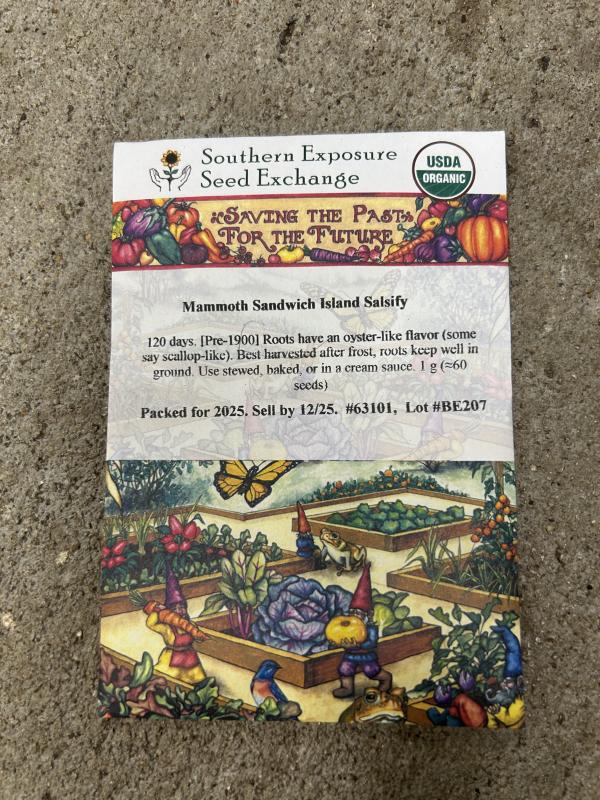 Southern Exposure
Seed Exchange
USDA
ORGANIC
Saving the Past
For the Future
Mammoth Sandwich Island Salsify
120 days. [Pre-1900] Roots have an oyster-like flavor (some
say scallop-like). Best harvested after frost, roots keep well in
ground. Use stewed, baked, or in a cream sauce. 1 g (≈60
seeds)
Packed for 2025. Sell by 12/25. #63101, Lot #BE207